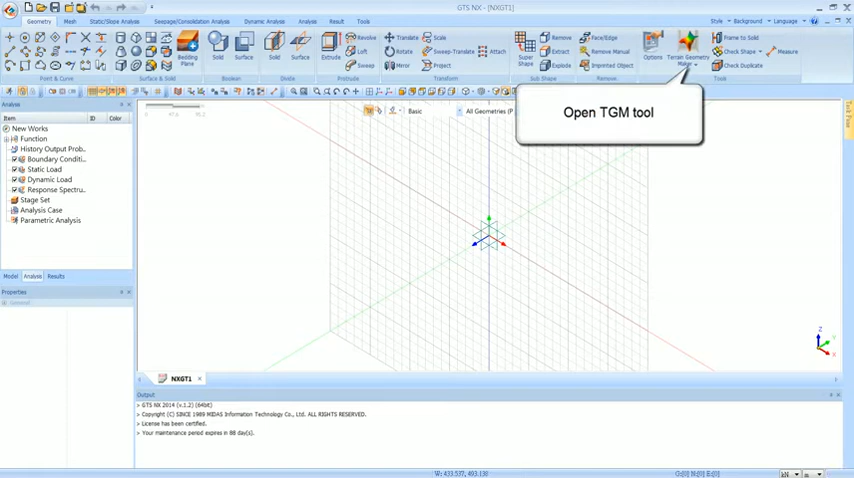 GTS NX - [NXGT1]
Geometry Mesh Static/Slope Analysis Seepage/Consolidation Analysis Dynamic Analysis Analysis Result Tools
Style Background Language
Bedding Plane
Solid Surface
Solid Surface
Extrude
Revolve
Loft
Sweep
Translate
Rotate
Mirror
Scale
Sweep-Translate
Project
Attach
Super Shape
Remove
Extract
Explode
Face/Edge
Remove Manual
Imprinted Object
Options
Terrain Geometry Maker
Frame to Solid
Check Shape
Check Duplicate
Measure
Point & Curve Surface & Solid Boolean Divide Protrude Transform Sub Shape Remove Tools
Analysis
Item ID Color
New Works
Function
History Output Prob..
Boundary Conditi...
Static Load
Dynamic Load
Response Spectru..
Stage Set
Analysis Case
Parametric Analysis
Model Analysis Results
Properties
Basic
All Geometries (P
Open TGM tool
Task Pane
Z
Y
X
NXGT1
Output
> GTS NX 2014 (v.1.2) (64bit)
> Copyright (C) SINCE 1989 MIDAS Information Technology Co., Ltd. ALL RIGHTS RESERVED.
> License has been certified.
> Your maintenance period expires in 88 day(s).
W: 433.537, 493.138
G:[0] N:[0] E:[0]
kN
m